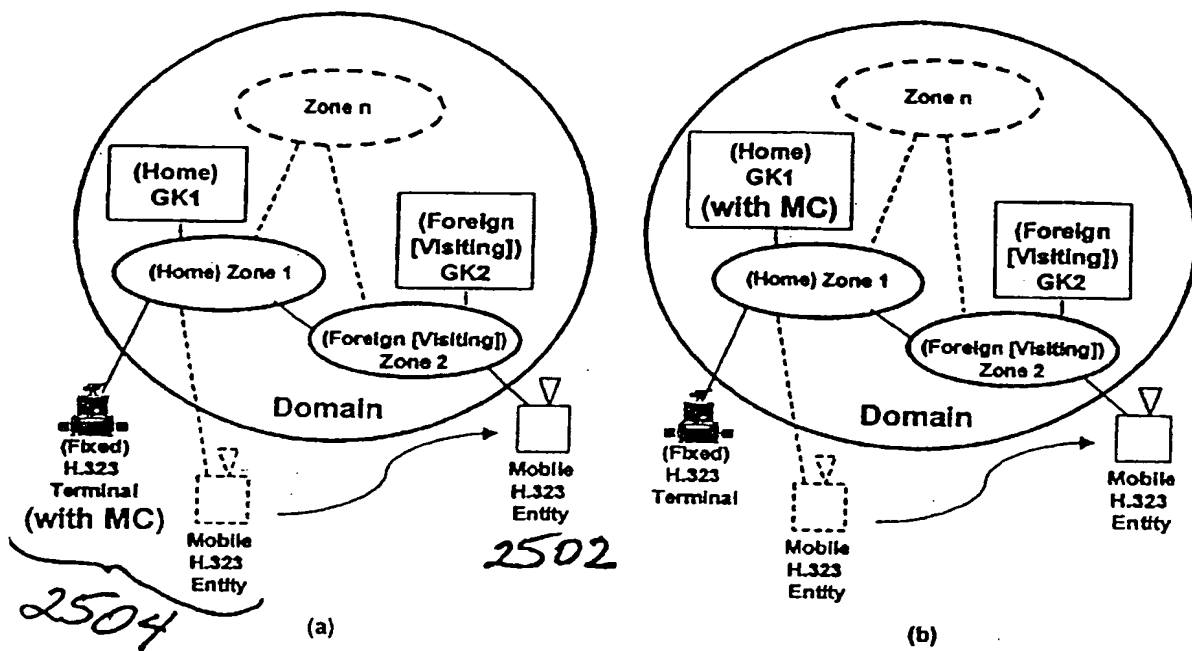 Zone n
(Home)
GK1
(Foreign
[Visiting])
GK2
(Home) Zone 1
(Foreign [Visiting])
Zone 2
Domain
(Fixed)
H.323
Terminal
(with MC)
Mobile
H.323
Entity
Mobile
H.323
Entity
2502
2504
(a)
Zone n
(Home)
GK1
(with MC)
(Foreign
[Visiting])
GK2
(Home) Zone 1
(Foreign [Visiting])
Zone 2
Domain
(Fixed)
H.323
Terminal
Mobile
H.323
Entity
Mobile
H.323
Entity
(b)